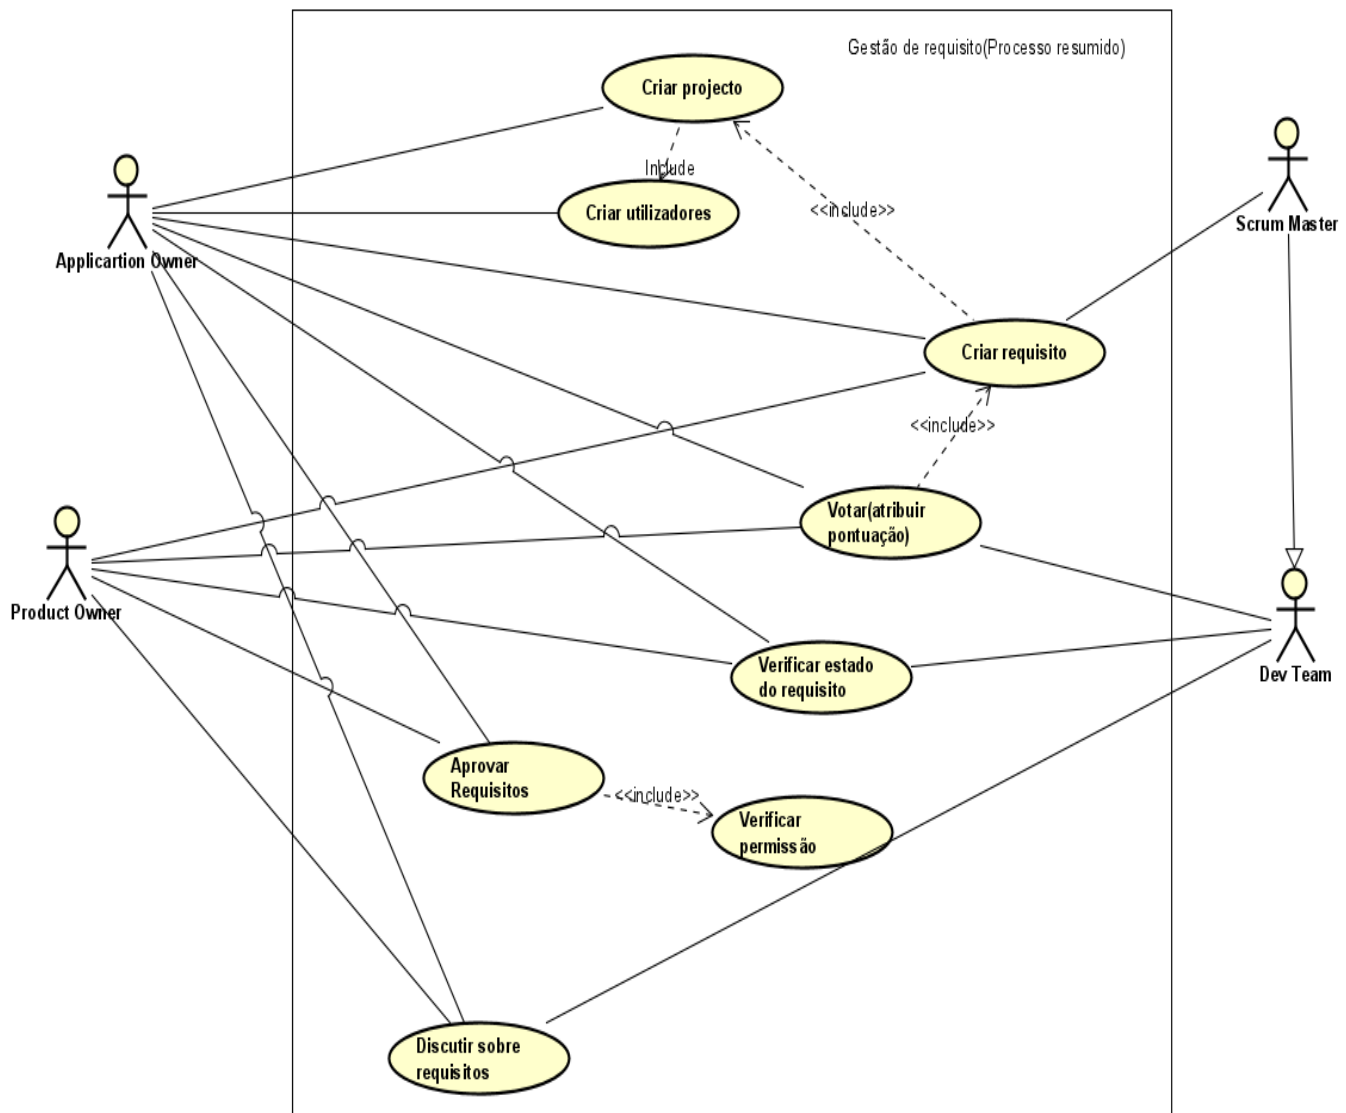 Gestão de requisito(Processo resumido)
Criar projecto
Include
Criar utilizadores
<<include>>
Scrum Master
Applicartion Owner
Criar requisito
<<include>>
Votar(atribuir
pontuação)
Product Owner
Verificar estado
do requisito
Dev Team
Aprovar
Requisitos
<<include>>
Verificar
permissão
Discutir sobre
requisitos